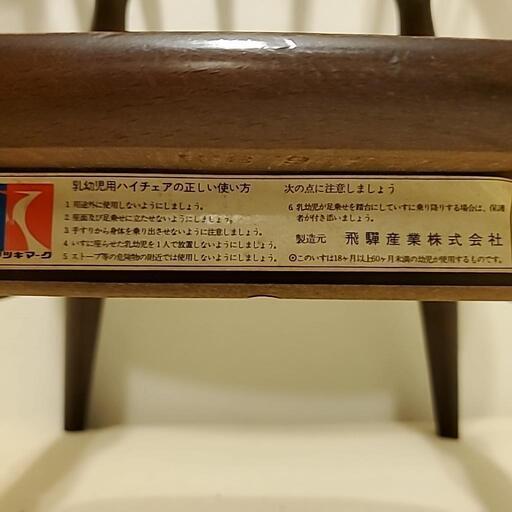 乳幼児用ハイチェアの正しい使い方
1. 用途外に使用しないようにしましょう。
2. 座面及び足乗せに立たせないようにしましょう。
3. 手すりから身体を乗り出させないように注意しましょう。
4. いすに座らせた乳幼児を1人で放置しないようにしましょう。
5. ストーブ等の危険物の附近では使用しないようにしましょう。
ツキマーク
次の点に注意しましょう
6. 乳幼児が足乗せを踏台にしていすに乗り降りする場合は、保護
者が付き添いましょう。
製造元 飛騨産業株式会社
⊙このいすは18ヶ月以上60ヶ月未満の幼児が使用するものです。